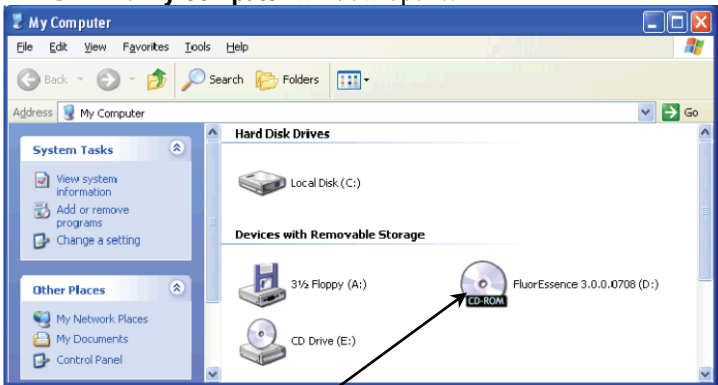 My Computer
File Edit View Favorites Tools Help
Back Search Folders
Address My Computer Go
System Tasks
View system
information
Add or remove
programs
Change a setting
Other Places
My Network Places
My Documents
Control Panel
Hard Disk Drives
Local Disk (C:)
Devices with Removable Storage
3½ Floppy (A:)
FluorEssence 3.0.0.0708 (D:)
CD-ROM
CD Drive (E:)